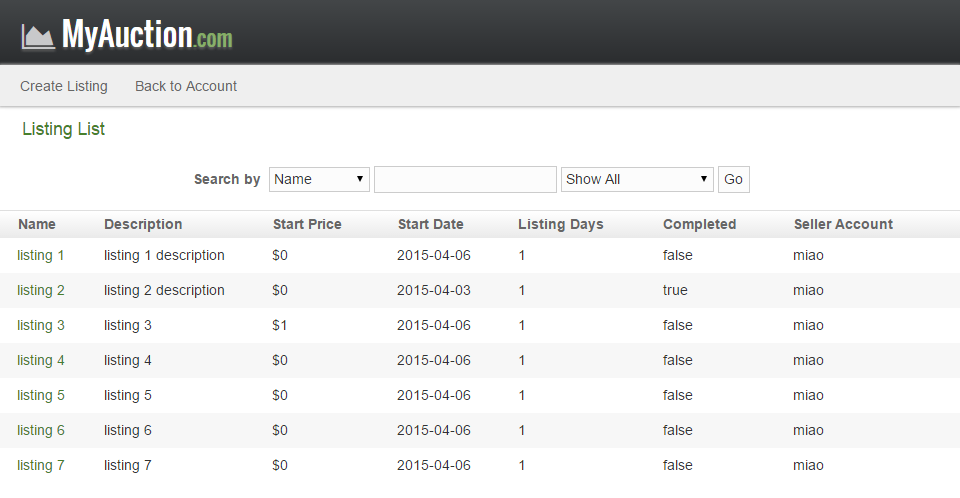 MyAuction.com
Create Listing Back to Account
Listing List
Search by Name Show All Go
Name Description Start Price Start Date Listing Days Completed Seller Account
listing 1 listing 1 description $0 2015-04-06 1 false miao
listing 2 listing 2 description $0 2015-04-03 1 true miao
listing 3 listing 3 $1 2015-04-06 1 false miao
listing 4 listing 4 $0 2015-04-06 1 false miao
listing 5 listing 5 $0 2015-04-06 1 false miao
listing 6 listing 6 $0 2015-04-06 1 false miao
listing 7 listing 7 $0 2015-04-06 1 false miao